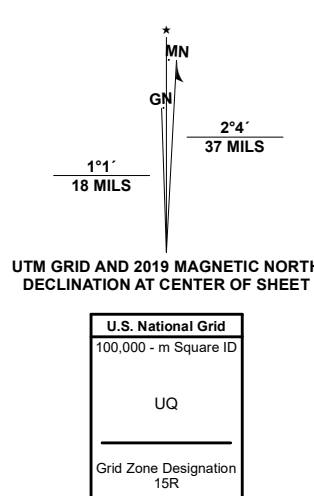 ★
MN
GN
2°4´
37 MILS
1°1´
18 MILS
UTM GRID AND 2019 MAGNETIC NORTH
DECLINATION AT CENTER OF SHEET
U.S. National Grid
100,000 - m Square ID
UQ
Grid Zone Designation
15R